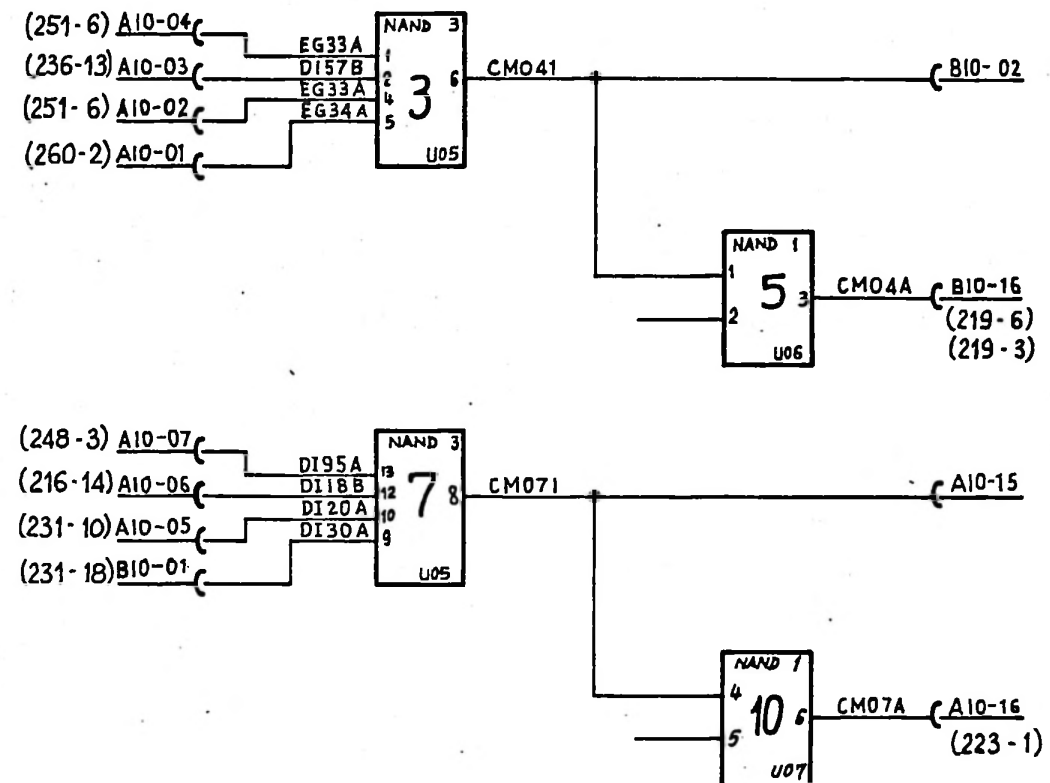 (251-6) A10-04
(236-13) A10-03
(251-6) A10-02
(260-2) A10-01
EG33A
DI57B
EG33A
EG34A
NAND 3
1
2
4
5
3
6
U05
CM041
B10-02
NAND 1
1
2
5
3
U06
CM04A
B10-16
(219-6)
(219-3)
(248-3) A10-07
(216-14) A10-06
(231-10) A10-05
(231-18) B10-01
DI95A
DI18B
DI20A
DI30A
NAND 3
13
12
10
9
7
8
U05
CM071
A10-15
NAND 1
4
5
10
6
U07
CM07A
A10-16
(223-1)